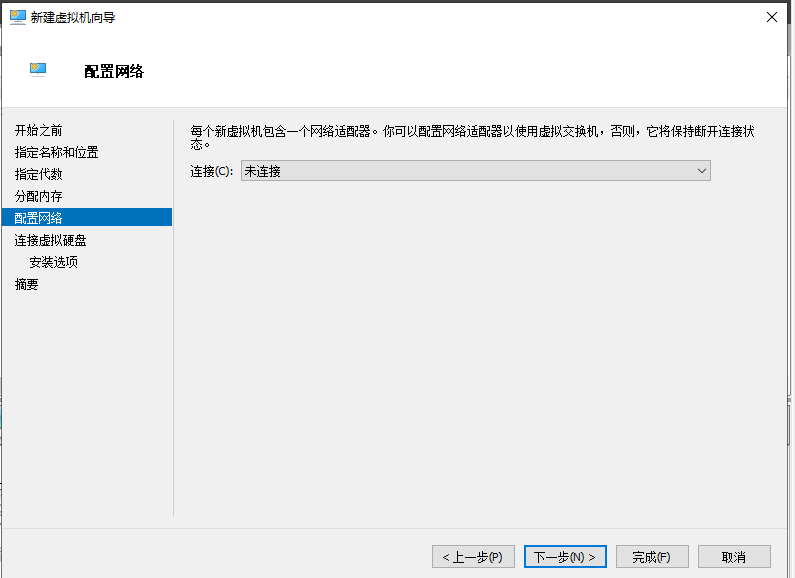 新建虚拟机向导
配置网络
开始之前
指定名称和位置
指定代数
分配内存
配置网络
连接虚拟硬盘
安装选项
摘要
每个新虚拟机包含一个网络适配器。你可以配置网络适配器以使用虚拟交换机，否则，它将保持断开连接状
态。
连接(C): 未连接
< 上一步(P) 下一步(N) > 完成(F) 取消